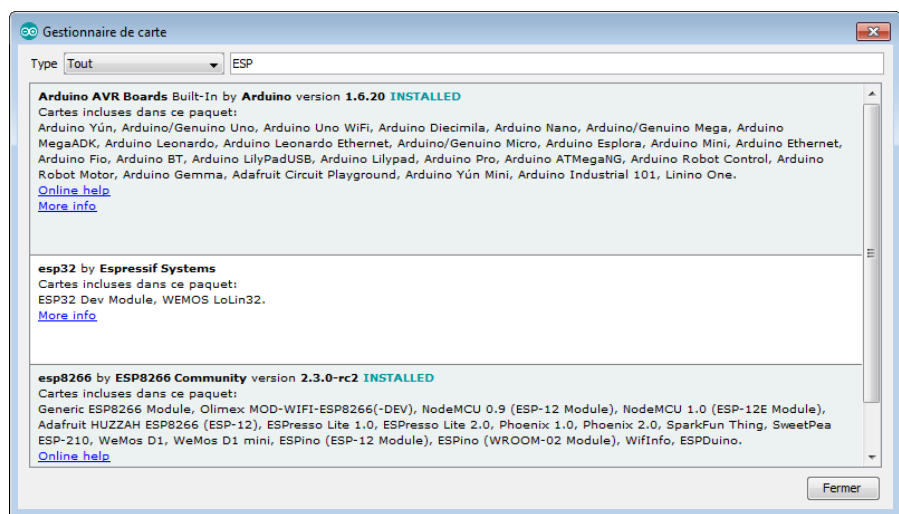 Gestionnaire de carte
Type Tout ESP
Arduino AVR Boards Built-In by Arduino version 1.6.20 INSTALLED
Cartes incluses dans ce paquet:
Arduino Yún, Arduino/Genuino Uno, Arduino Uno WiFi, Arduino Diecimila, Arduino Nano, Arduino/Genuino Mega, Arduino
MegaADK, Arduino Leonardo, Arduino Leonardo Ethernet, Arduino/Genuino Micro, Arduino Esplora, Arduino Mini, Arduino Ethernet,
Arduino Fio, Arduino BT, Arduino LilyPadUSB, Arduino Lilypad, Arduino Pro, Arduino ATMegaNG, Arduino Robot Control, Arduino
Robot Motor, Arduino Gemma, Adafruit Circuit Playground, Arduino Yún Mini, Arduino Industrial 101, Linino One.
Online help
More info
esp32 by Espressif Systems
Cartes incluses dans ce paquet:
ESP32 Dev Module, WEMOS LoLin32.
More info
esp8266 by ESP8266 Community version 2.3.0-rc2 INSTALLED
Cartes incluses dans ce paquet:
Generic ESP8266 Module, Olimex MOD-WIFI-ESP8266(-DEV), NodeMCU 0.9 (ESP-12 Module), NodeMCU 1.0 (ESP-12E Module),
Adafruit HUZZAH ESP8266 (ESP-12), ESPresso Lite 1.0, ESPresso Lite 2.0, Phoenix 1.0, Phoenix 2.0, SparkFun Thing, SweetPea
ESP-210, WeMos D1, WeMos D1 mini, ESPino (ESP-12 Module), ESPino (WROOM-02 Module), WifInfo, ESPDuino.
Online help
Fermer